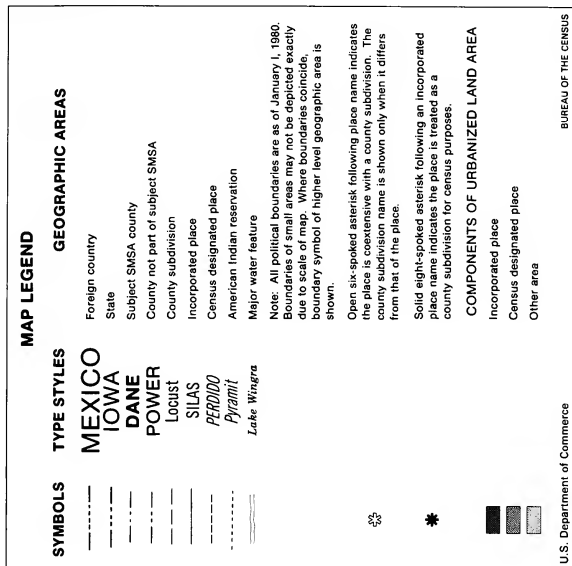 MAP LEGEND
SYMBOLS TYPE STYLES GEOGRAPHIC AREAS
MEXICO Foreign country
IOWA State
DANE Subject SMSA county
POWER County not part of subject SMSA
Locust County subdivision
SILAS Incorporated place
PERDIDO Census designated place
Pyramit American Indian reservation
Lake Wingra Major water feature
Note: All political boundaries are as of January 1, 1980.
Boundaries of small areas may not be depicted exactly
due to scale of map. Where boundaries coincide,
boundary symbol of higher level geographic area is
shown.
Open six-spoked asterisk following place name indicates
the place is coextensive with a county subdivision. The
county subdivision name is shown only when it differs
from that of the place.
Solid eight-spoked asterisk following an incorporated
place name indicates the place is treated as a
county subdivision for census purposes.
COMPONENTS OF URBANIZED LAND AREA
Incorporated place
Census designated place
Other area
U.S. Department of Commerce BUREAU OF THE CENSUS